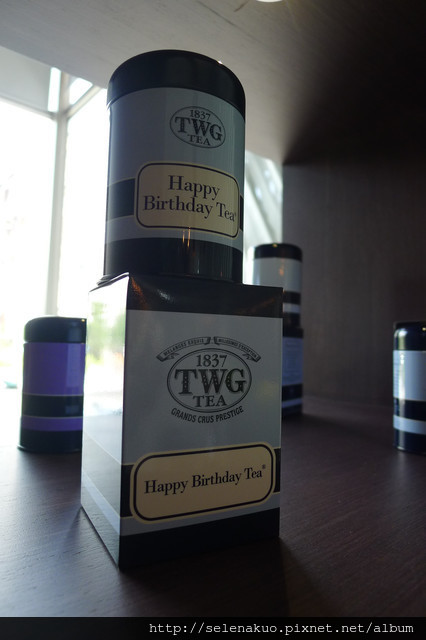 1837
TWG
TEA
Happy
Birthday Tea
1837
TWG
TEA
GRANDS CRUS PRESTIGE
Happy Birthday Tea®
http://selenakuo.pixnet.net/album